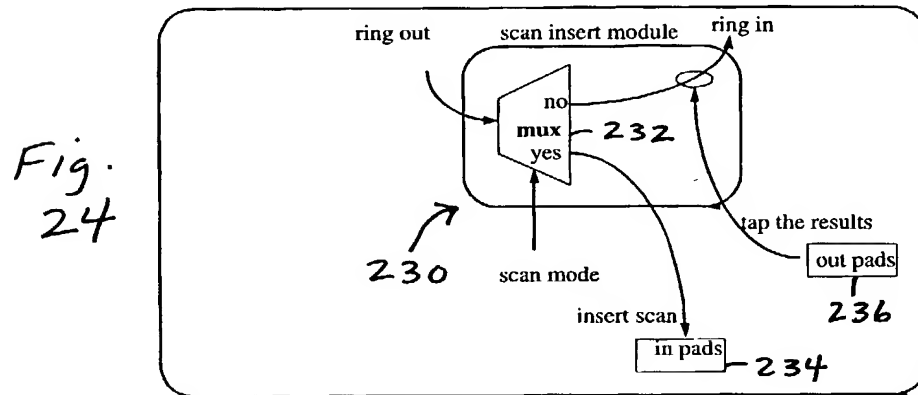 Fig.
24
ring out
scan insert module
ring in
no
mux
yes
232
230
scan mode
tap the results
out pads
236
insert scan
in pads
234